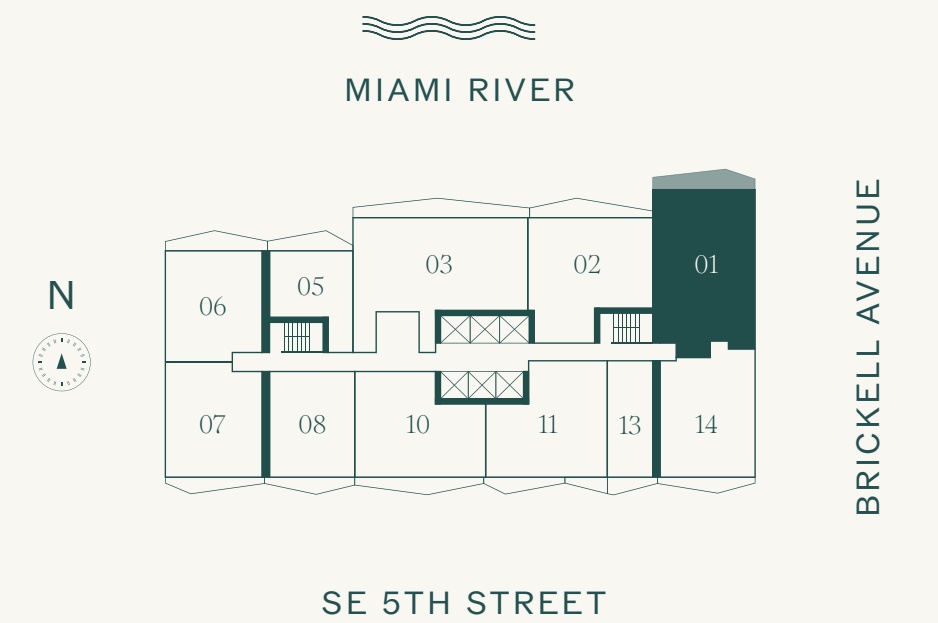 MIAMI RIVER
01
03
02
05
06
N
BRICKELL AVENUE
07
08
10
11
13
14
SE 5TH STREET